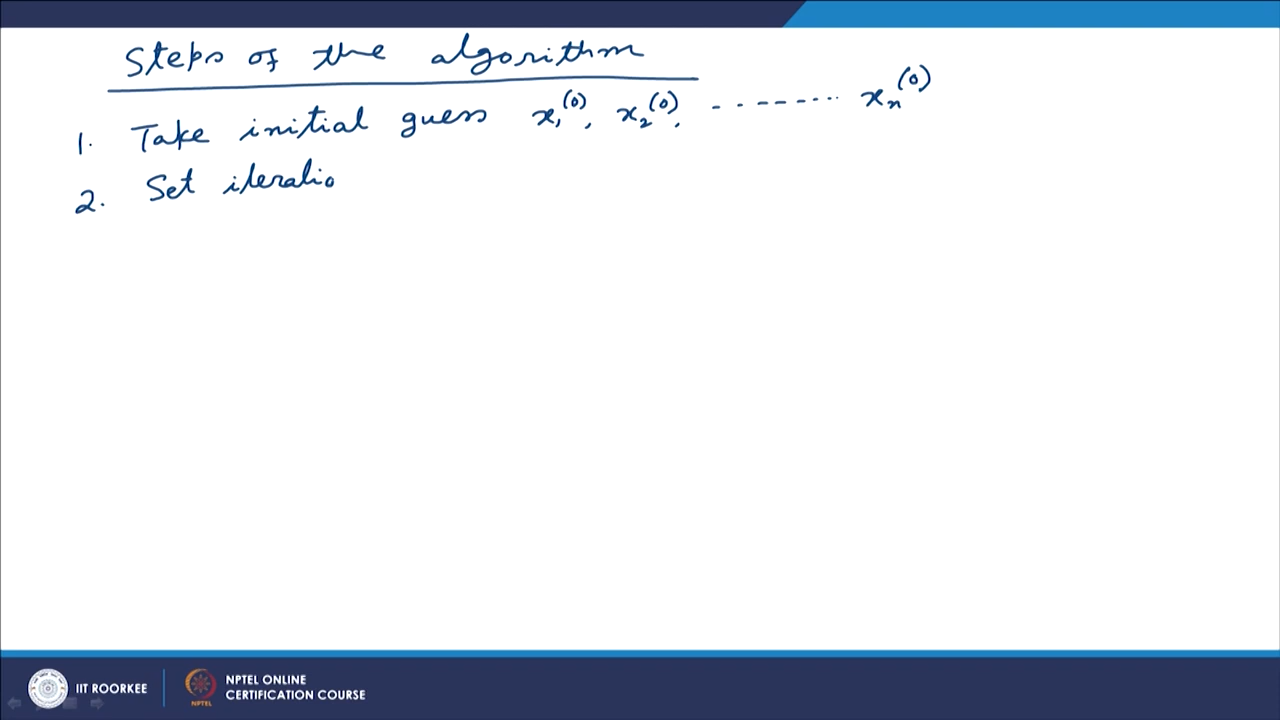 Steps of the algorithm
1. Take initial guess x₁⁽⁰⁾, x₂⁽⁰⁾, ........ xₙ⁽⁰⁾
2. Set iteratio
IIT ROORKEE
NPTEL
NPTEL ONLINE
CERTIFICATION COURSE